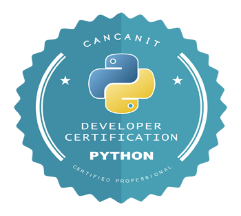 CANCANIT
DEVELOPER
CERTIFICATION
PYTHON
CERTIFIED PROFESSIONAL